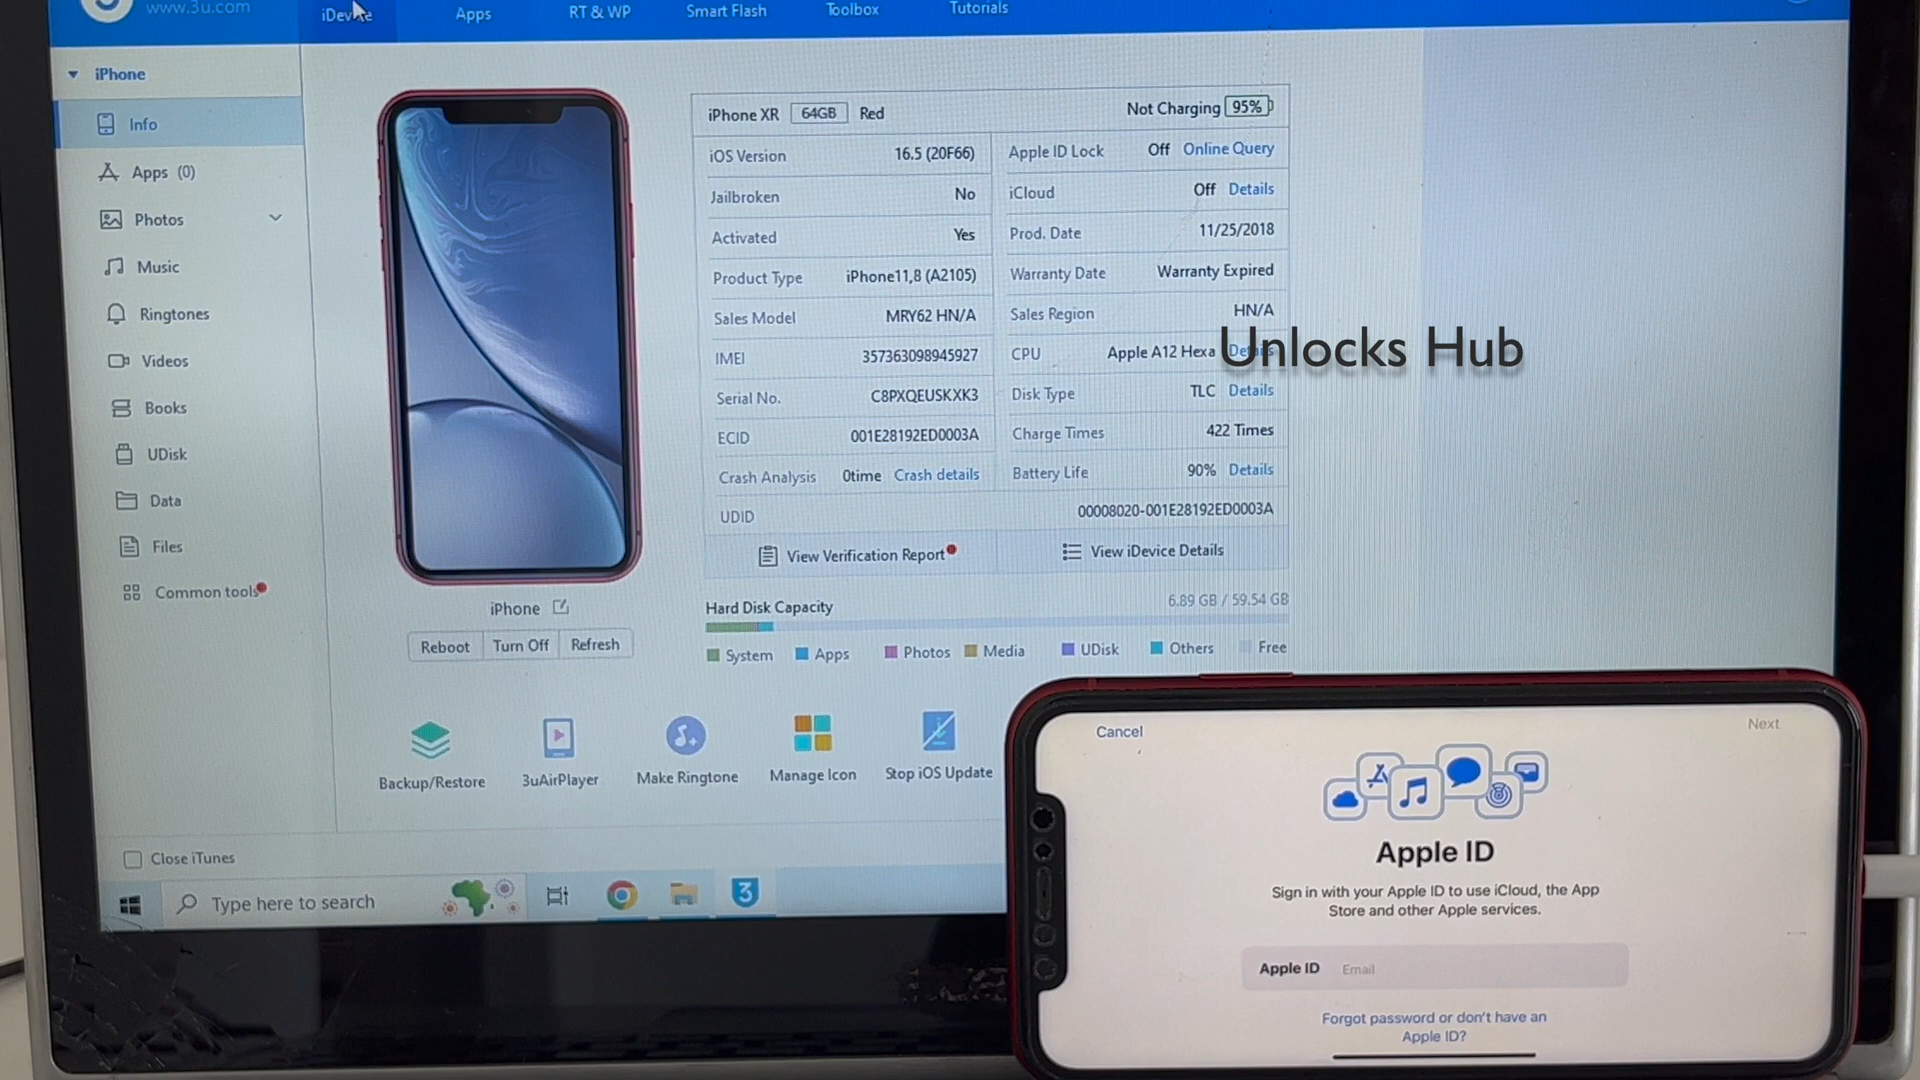 www.3u.com
iDevice
Apps
RT & WP
Smart Flash
Toolbox
Tutorials
iPhone
Info
Apps (0)
Photos
Music
Ringtones
Videos
Books
UDisk
Data
Files
Common tools
Close iTunes
iPhone
Reboot
Turn Off
Refresh
iPhone XR 64GB Red
Not Charging 95%
iOS Version 16.5 (20F66)
Apple ID Lock Off Online Query
Jailbroken No
iCloud Off Details
Activated Yes
Prod. Date 11/25/2018
Product Type iPhone11,8 (A2105)
Warranty Date Warranty Expired
Sales Model MRY62 HN/A
Sales Region HN/A
IMEI 357363098945927
CPU Apple A12 Hexa Details
Unlocks Hub
Serial No. C8PXQEUSKXK3
Disk Type TLC Details
ECID 001E28192ED0003A
Charge Times 422 Times
Crash Analysis 0time Crash details
Battery Life 90% Details
UDID 00008020-001E28192ED0003A
View Verification Report
View iDevice Details
Hard Disk Capacity 6.89 GB / 59.54 GB
System Apps Photos Media UDisk Others Free
Backup/Restore
3uAirPlayer
Make Ringtone
Manage Icon
Stop iOS Update
Type here to search
3
Cancel
Next
Apple ID
Sign in with your Apple ID to use iCloud, the App
Store and other Apple services.
Apple ID Email
Forgot password or don't have an
Apple ID?